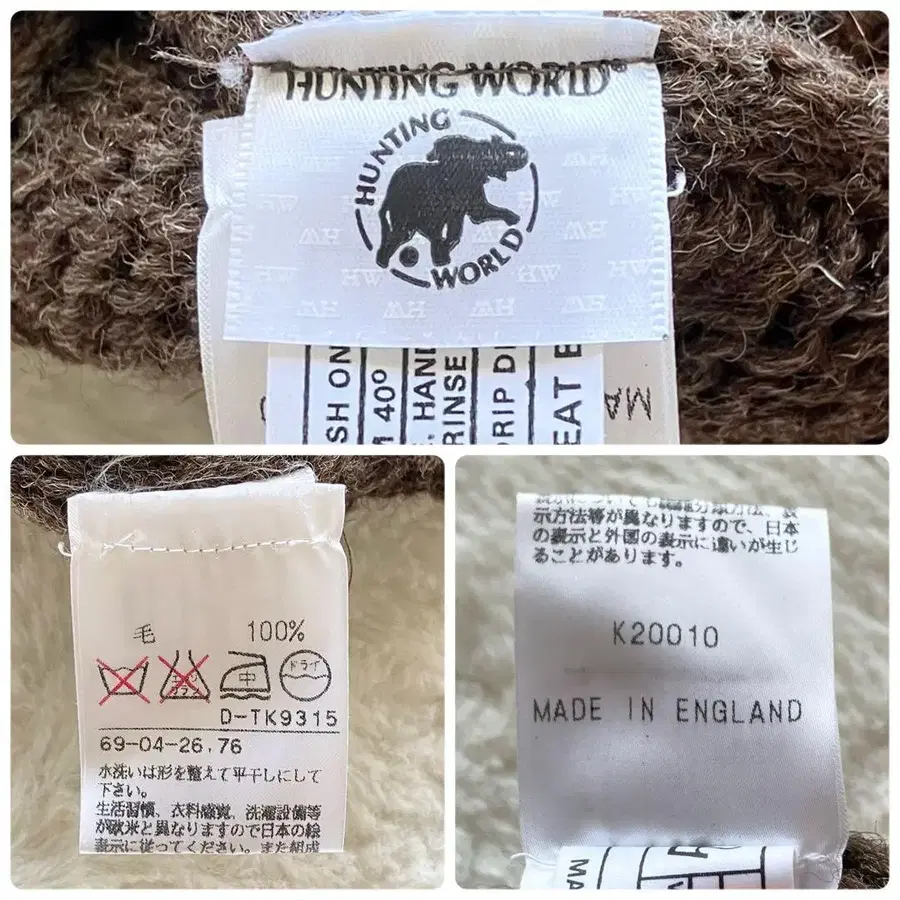 HUNTING WORLD®
HUNTING
WORLD
SH ON
M 40°
HAND
RINSE
DRIP D
EAT
MA
毛 100%
中 ドライ
D-TK9315
69-04-26,76
水洗いは形を整えて平干しにして
下さい。
生活習慣、衣料感覚、洗濯設備等
が欧米と異なりますので日本の絵
表示に従ってください。また組成
示方法等が異なりますので、日本
の表示と外国の表示に違いが生じ
ることがあります。
K20010
MADE IN ENGLAND
MA